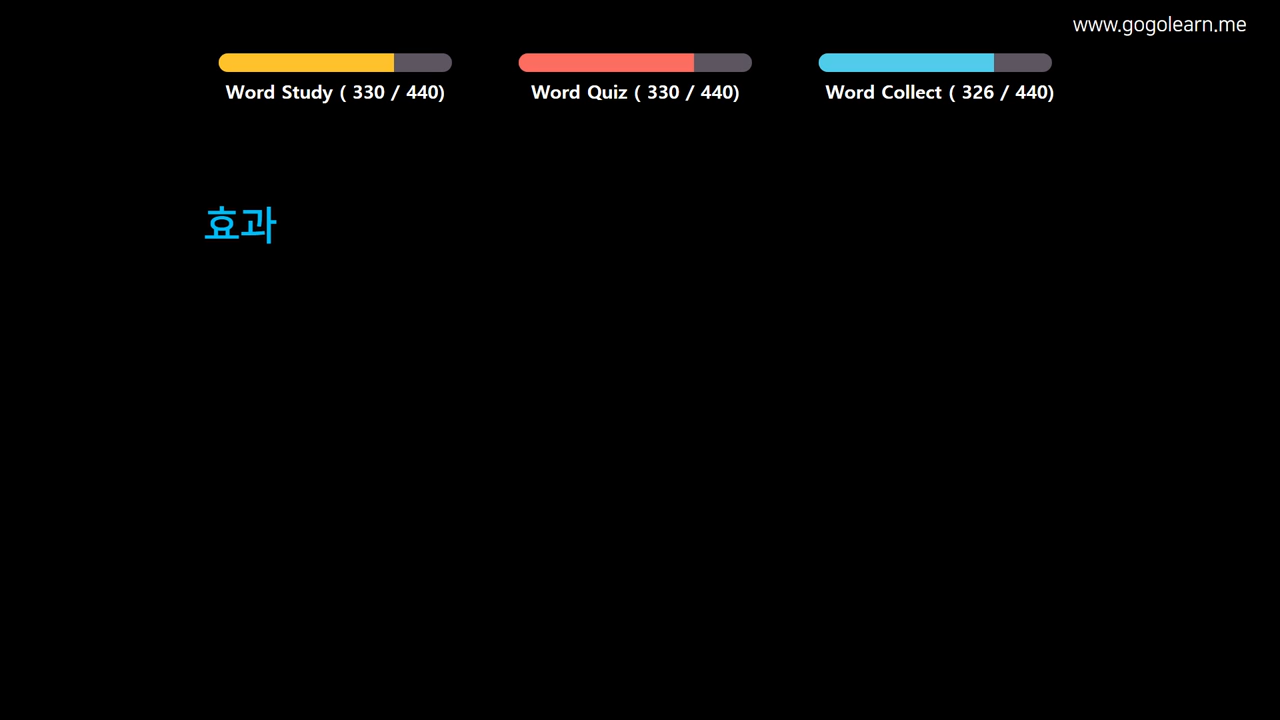 www.gogolearn.me
Word Study ( 330 / 440)
Word Quiz ( 330 / 440)
Word Collect ( 326 / 440)
효과